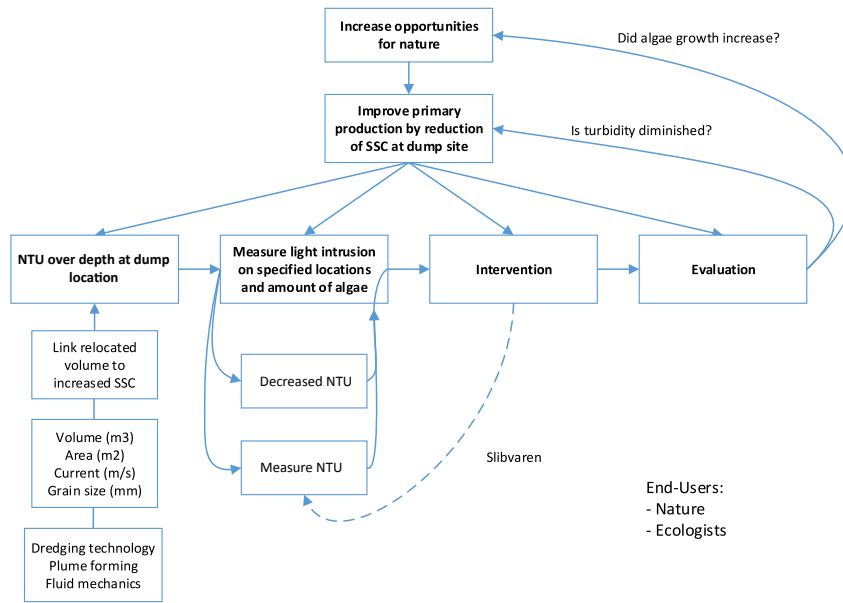 Increase opportunities
for nature
Did algae growth increase?
Improve primary
production by reduction
of SSC at dump site
Is turbidity diminished?
NTU over depth at dump
location
Measure light intrusion
on specified locations
and amount of algae
Intervention
Evaluation
Link relocated
volume to
increased SSC
Decreased NTU
Volume (m3)
Area (m2)
Current (m/s)
Grain size (mm)
Measure NTU
Slibvaren
Dredging technology
Plume forming
Fluid mechanics
End-Users:
- Nature
- Ecologists